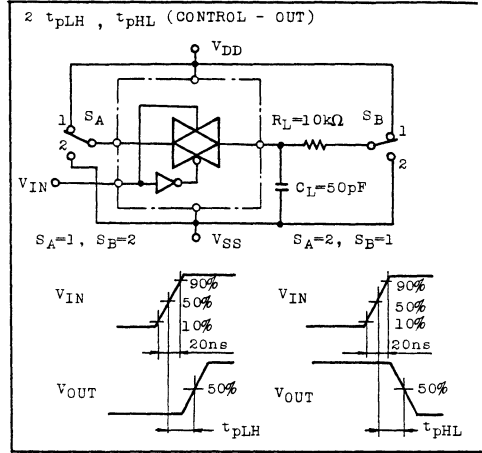 2 tpLH , tpHL (CONTROL - OUT)
VDD
1 SA
2
RL=10kΩ
SB
1
2
VIN
CL=50pF
SA=1, SB=2
VSS
SA=2, SB=1
VIN
90%
50%
10%
20ns
VOUT
50%
tpLH
VIN
90%
50%
10%
20ns
VOUT
50%
tpHL